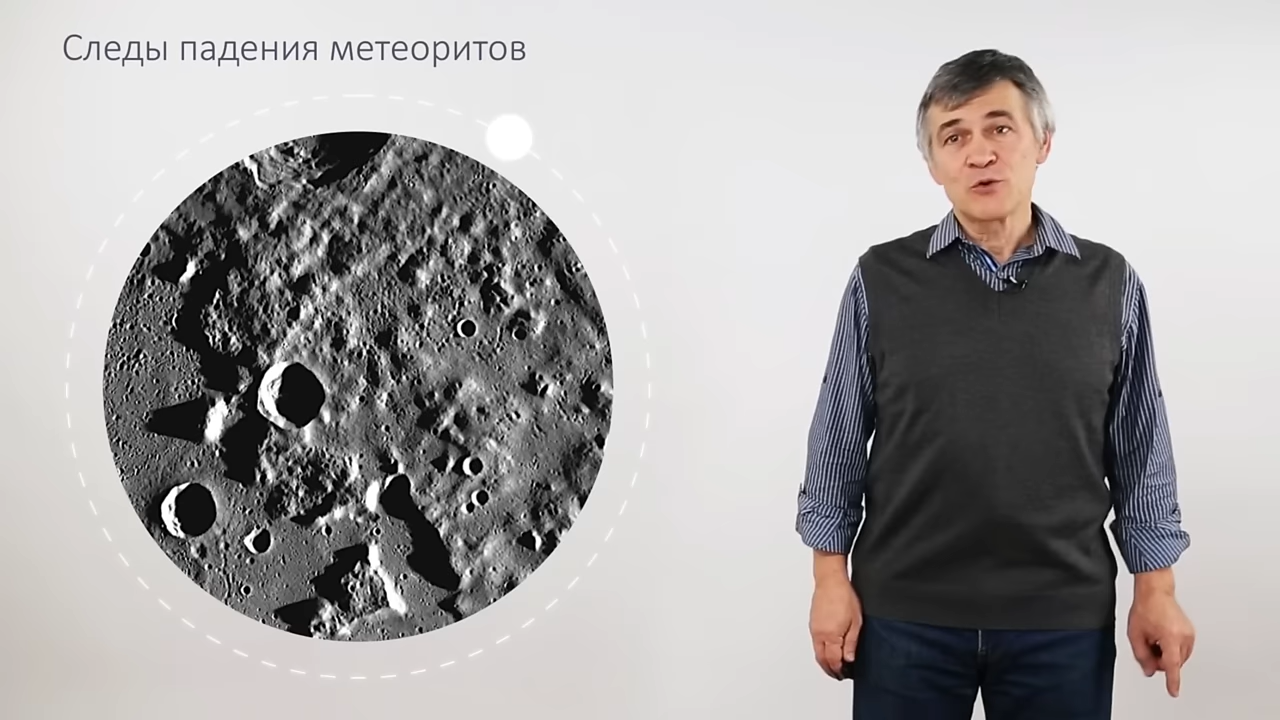 Следы падения метеоритов